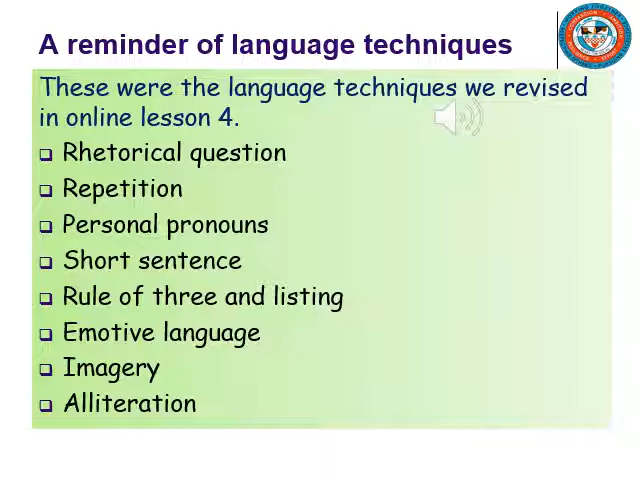 A reminder of language techniques
These were the language techniques we revised
in online lesson 4.
Rhetorical question
Repetition
Personal pronouns
Short sentence
Rule of three and listing
Emotive language
Imagery
Alliteration